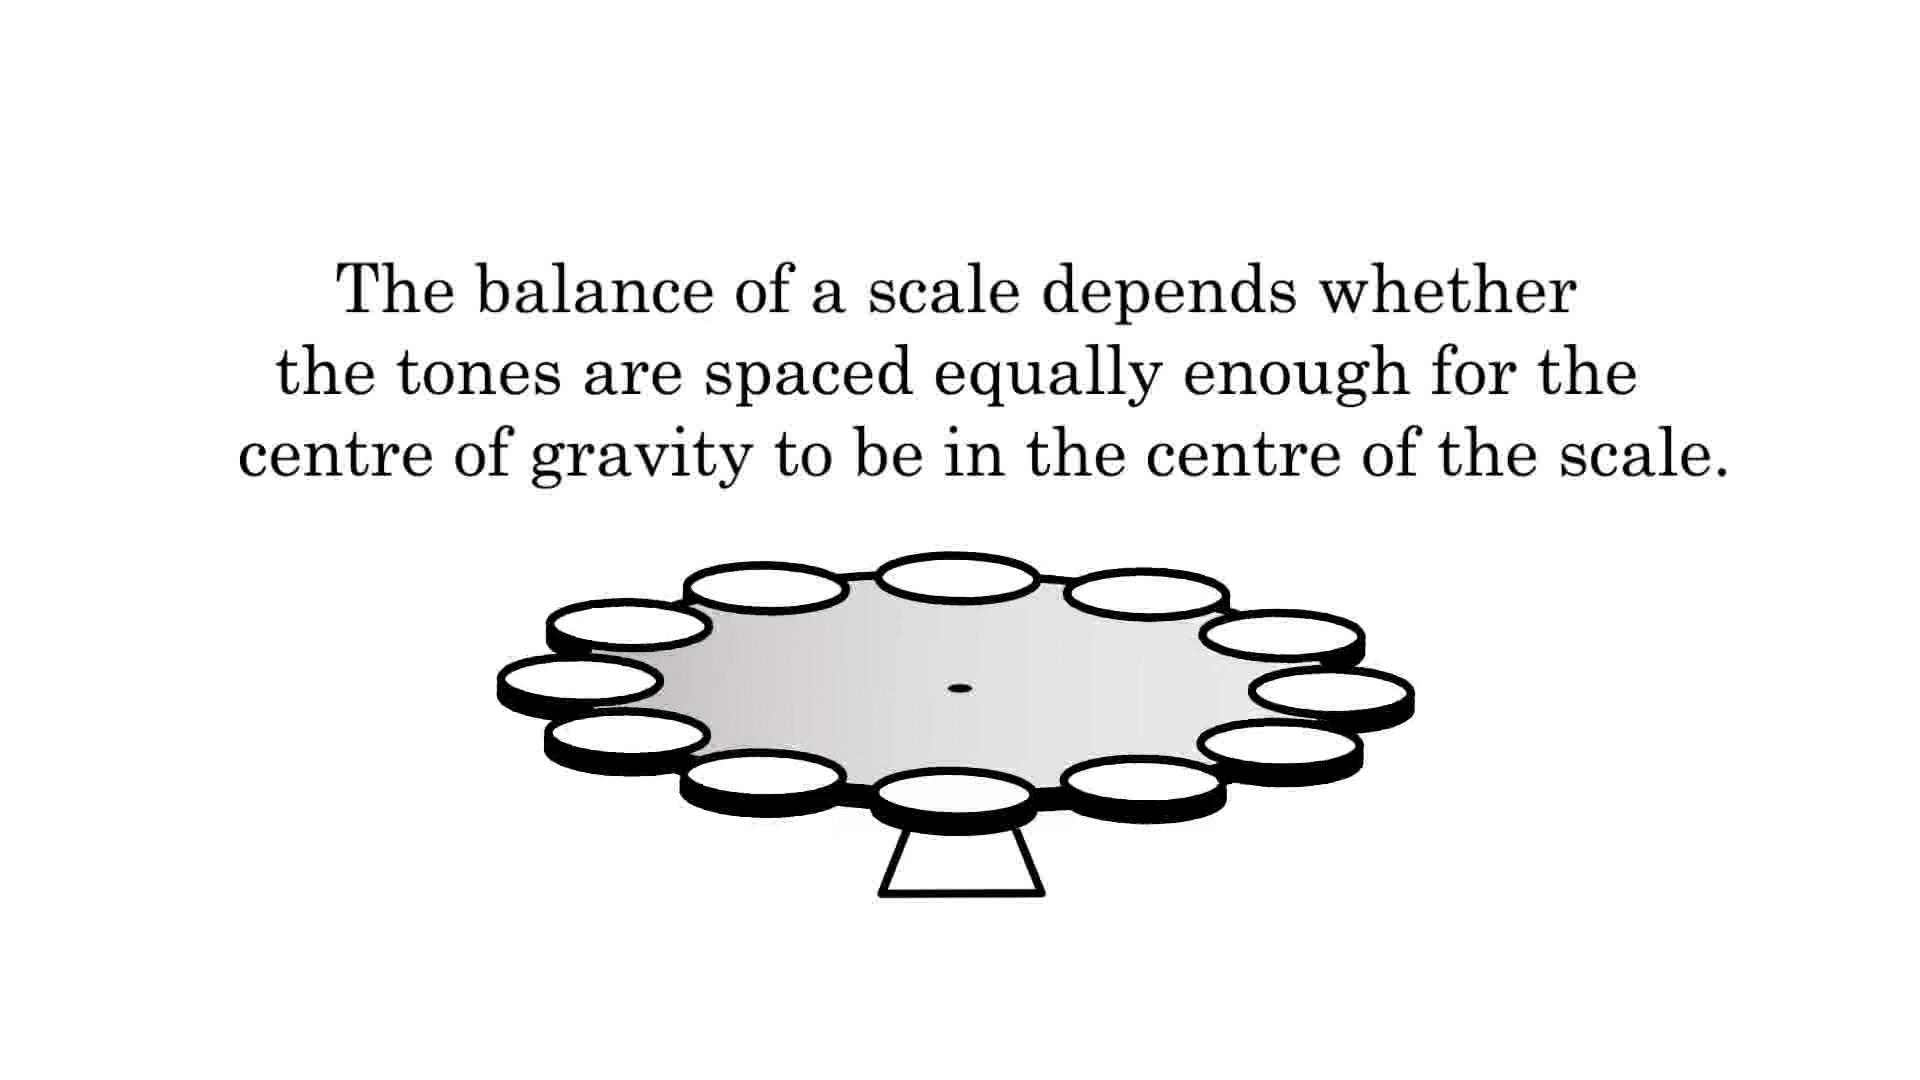 The balance of a scale depends whether
the tones are spaced equally enough for the
centre of gravity to be in the centre of the scale.